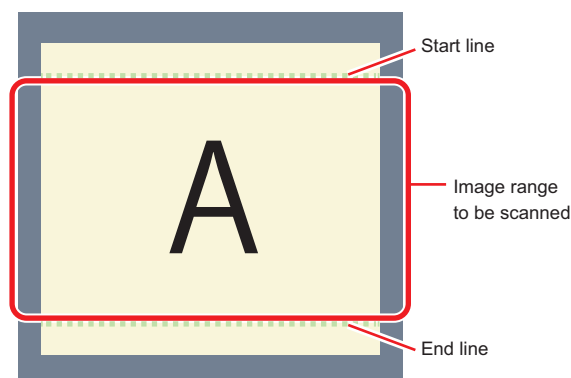 Start line
A
Image range
to be scanned
End line